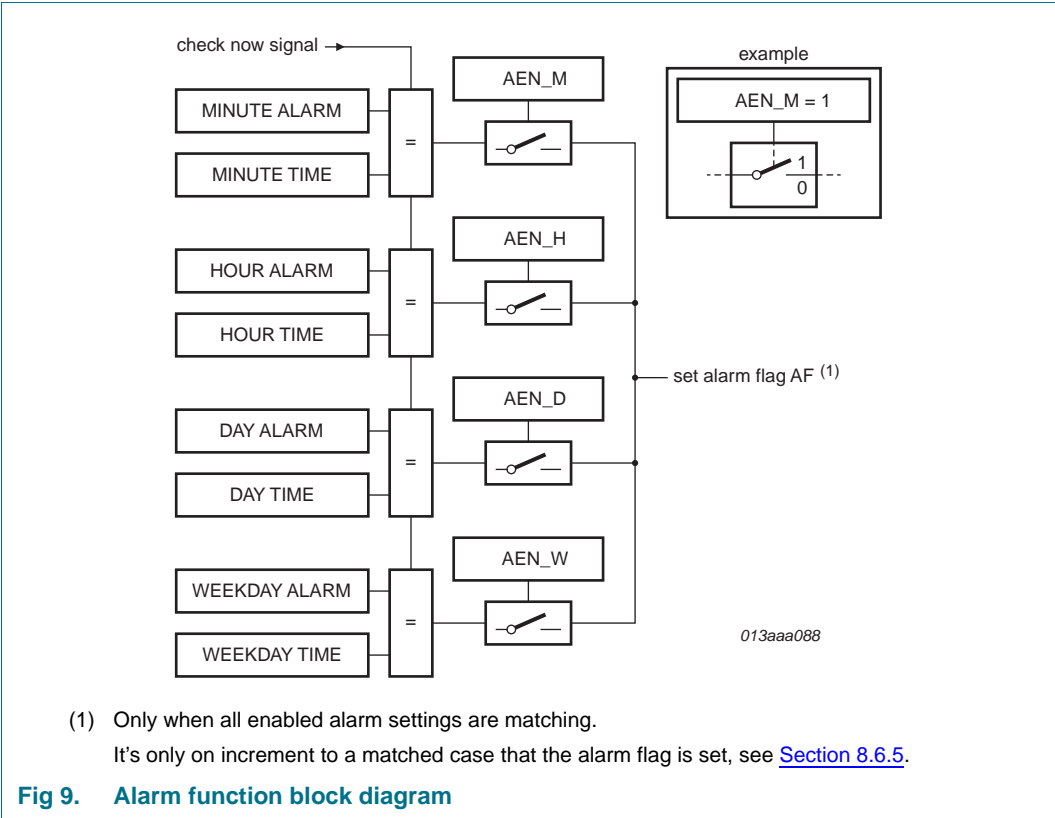 check now signal
example
AEN_M
AEN_M = 1
MINUTE ALARM
=
MINUTE TIME
1
0
AEN_H
HOUR ALARM
=
HOUR TIME
set alarm flag AF (1)
AEN_D
DAY ALARM
=
DAY TIME
AEN_W
WEEKDAY ALARM
=
WEEKDAY TIME
013aaa088
(1) Only when all enabled alarm settings are matching.
It's only on increment to a matched case that the alarm flag is set, see Section 8.6.5.
Fig 9. Alarm function block diagram